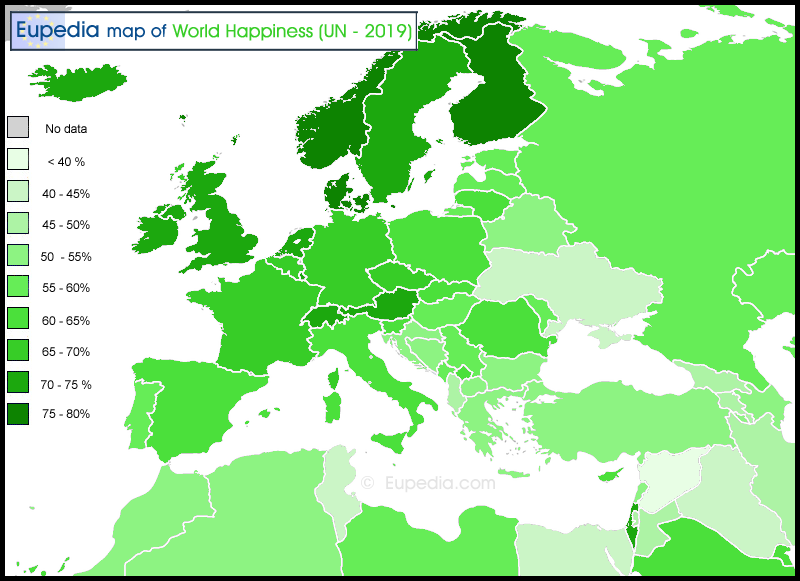 Eupedia map of World Happiness (UN - 2019)
No data
< 40 %
40 - 45%
45 - 50%
50 - 55%
55 - 60%
60 - 65%
65 - 70%
70 - 75 %
75 - 80%
© Eupedia.com